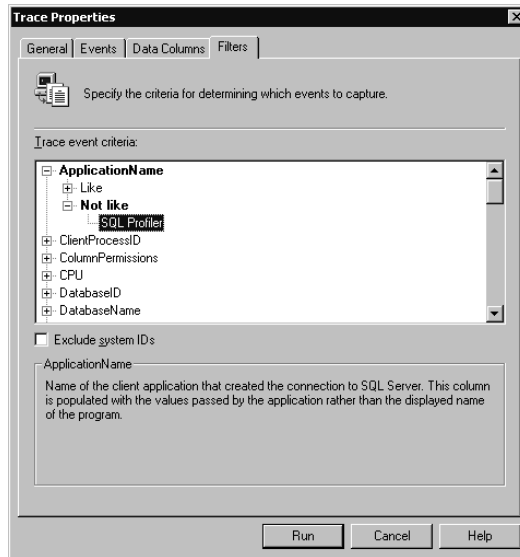 Trace Properties
General Events Data Columns Filters
Specify the criteria for determining which events to capture.
Trace event criteria:
ApplicationName
Like
Not like
SQL Profiler
ClientProcessID
ColumnPermissions
CPU
DatabaseID
DatabaseName
Exclude system IDs
ApplicationName
Name of the client application that created the connection to SQL Server. This column
is populated with the values passed by the application rather than the displayed name
of the program.
Run Cancel Help